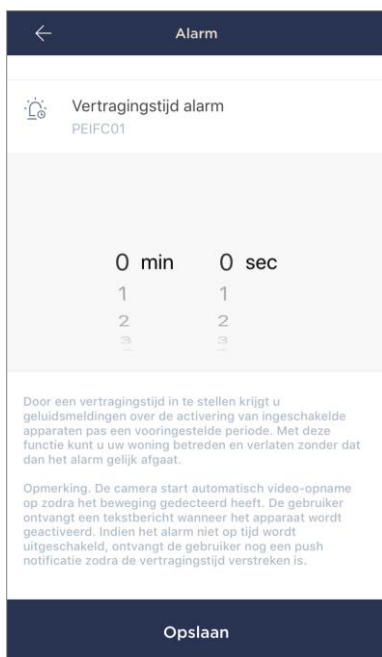 Alarm
Vertragingstijd alarm
PEIFC01
0 min 0 sec
1 1
2 2
3 3
Door een vertragingstijd in te stellen krijgt u
geluidsmeldingen over de activering van ingeschakelde
apparaten pas een vooringestelde periode. Met deze
functie kunt u uw woning betreden en verlaten zonder dat
dan het alarm gelijk afgaat.
Opmerking. De camera start automatisch video-opname
op zodra het beweging gedecteerd heeft. De gebruiker
ontvangt een tekstbericht wanneer het apparaat wordt
geactiveerd. Indien het alarm niet op tijd wordt
uitgeschakeld, ontvangt de gebruiker nog een push
notificatie zodra de vertragingstijd verstreken is.
Opslaan